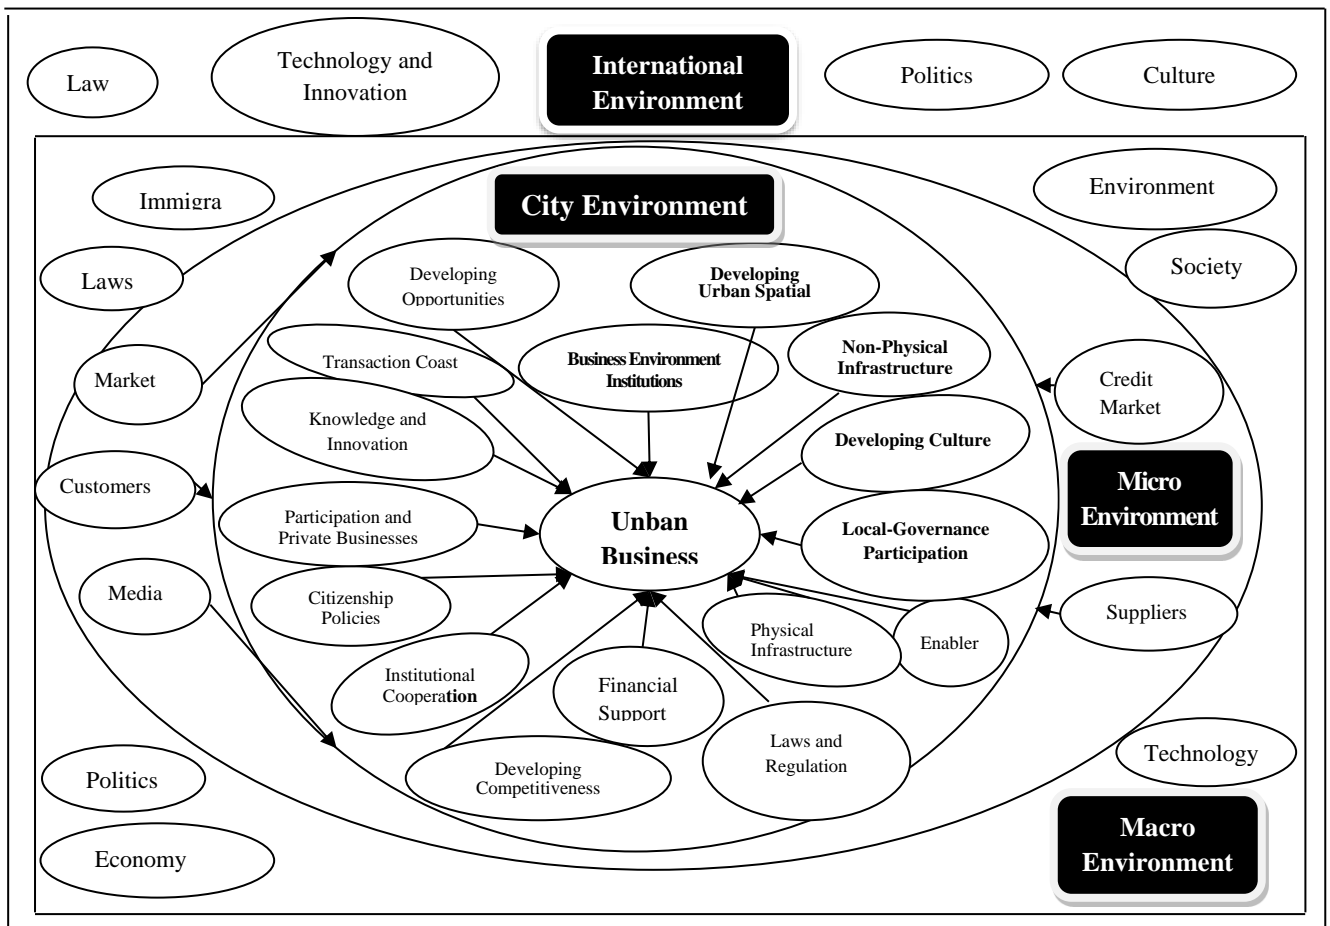 Law
Technology and
Innovation
International
Environment
Politics
Culture
Immigra
City Environment
Environment
Laws
Society
Developing
Opportunities
Developing
Urban Spatial
Transaction Coast
Business Environment
Institutions
Non-Physical
Infrastructure
Market
Credit
Market
Knowledge and
Innovation
Developing Culture
Customers
Micro
Environment
Participation and
Private Businesses
Unban
Business
Local-Governance
Participation
Media
Citizenship
Policies
Suppliers
Physical
Infrastructure
Enabler
Institutional
Cooperation
Financial
Support
Laws and
Regulation
Developing
Competitiveness
Politics
Technology
Economy
Macro
Environment